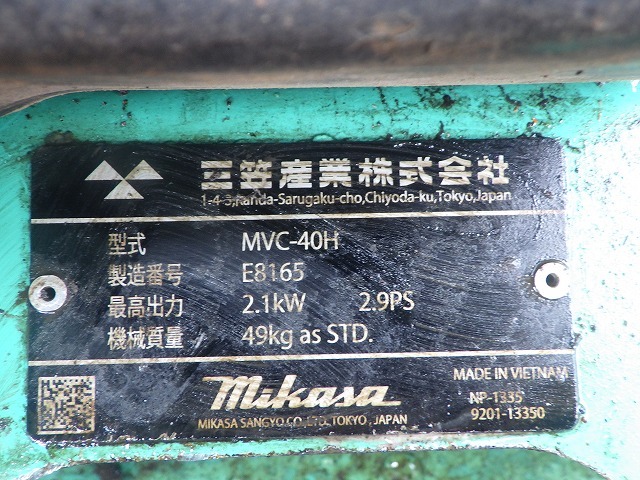 三笠産業株式会社
1-4-3,Kanda-Sarugaku-cho,Chiyoda-ku,Tokyo,Japan
型式 MVC-40H
製造番号 E8165
最高出力 2.1kW 2.9PS
機械質量 49kg as STD.
mikasa
MIKASA SANGYO CO.,LTD. TOKYO, JAPAN
MADE IN VIETNAM
NP-1335
9201-13350